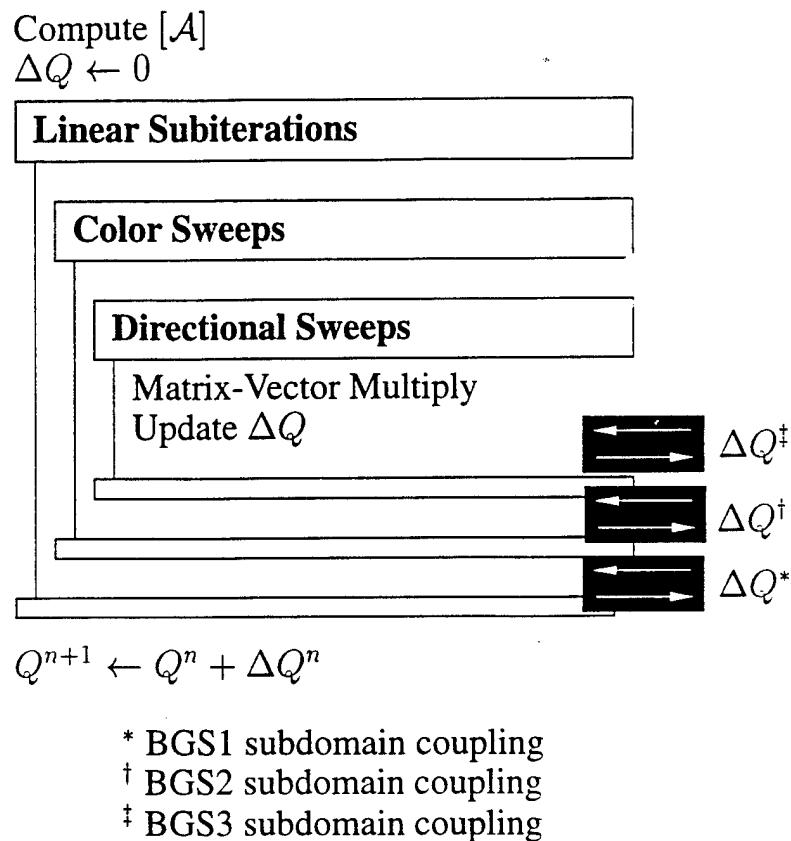 Compute [𝒜]
ΔQ ← 0
Linear Subiterations
Color Sweeps
Directional Sweeps
Matrix-Vector Multiply
Update ΔQ
ΔQ‡
ΔQ†
ΔQ*
Qⁿ⁺¹ ← Qⁿ + ΔQⁿ
* BGS1 subdomain coupling
† BGS2 subdomain coupling
‡ BGS3 subdomain coupling